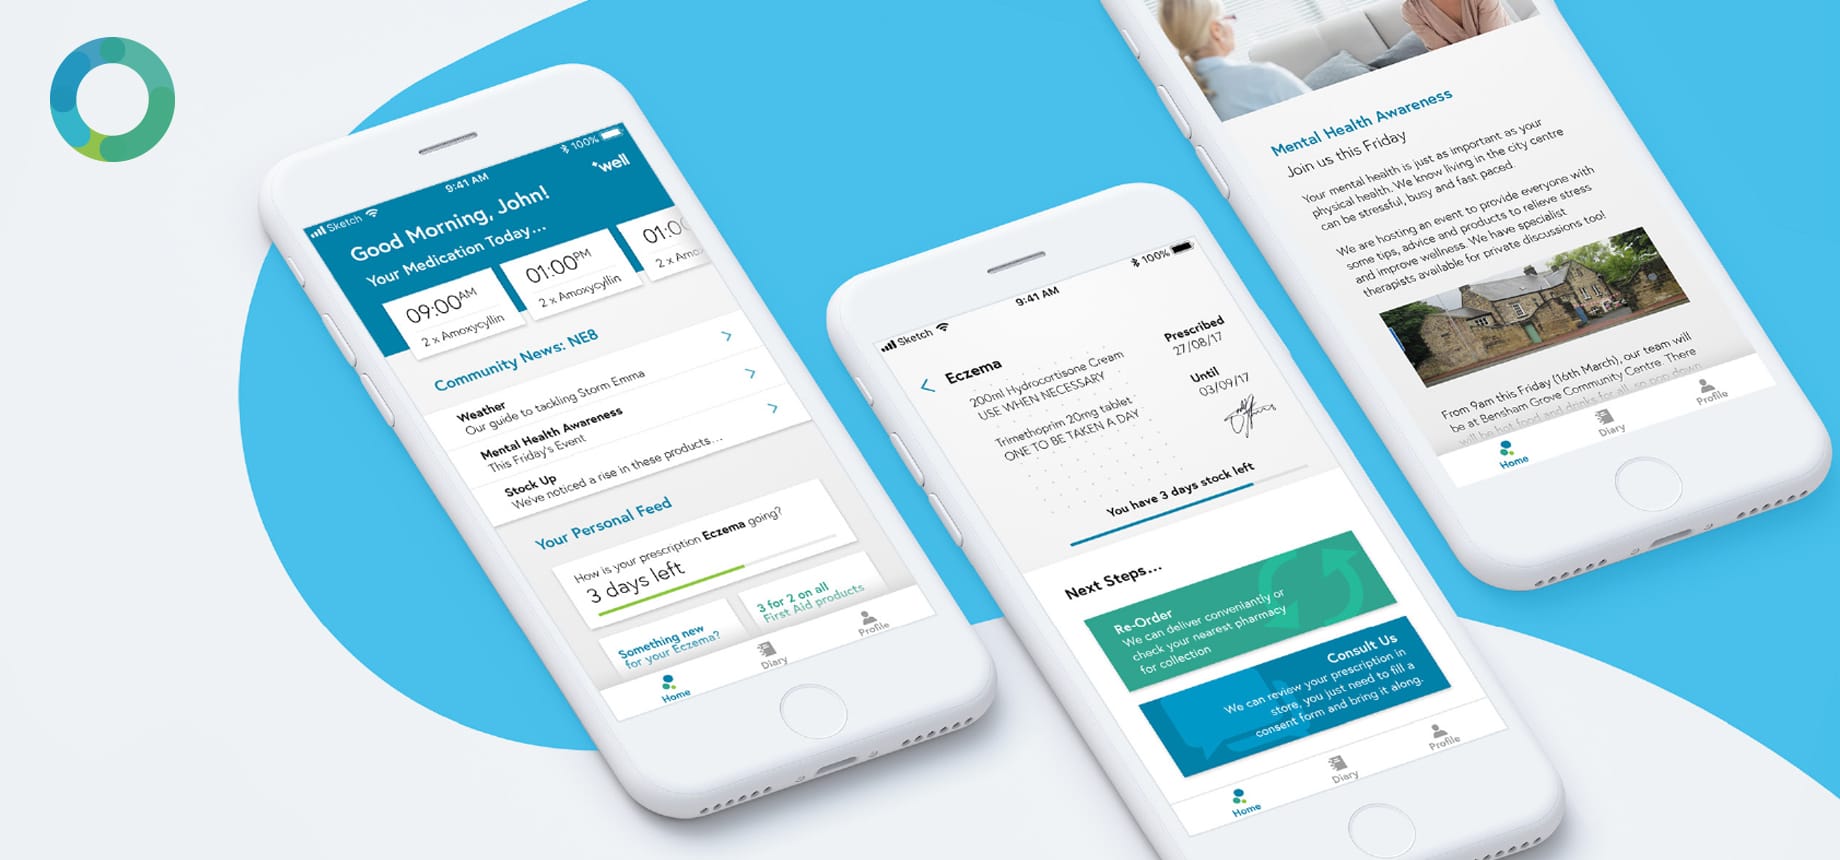 Sketch
9:41 AM
100%
well
Good Morning, John!
Your Medication Today...
09:00AM
2 x Amoxycyllin
01:00PM
2 x Amoxycyllin
01:0
2 x Amo
Community News: NE8
Weather
Our guide to tackling Storm Emma
Mental Health Awareness
This Friday's Event
Stock Up
We've noticed a rise in these products...
Your Personal Feed
How is your prescription Eczema going?
3 days left
Something new
for your Eczema?
3 for 2 on all
First Aid products
Home
Diary
Profile
Sketch
9:41 AM
100%
Eczema
200ml Hydrocortisone Cream
USE WHEN NECESSARY
Trimethoprim 20mg tablet
ONE TO BE TAKEN A DAY
Prescribed
27/08/17
Until
03/09/17
You have 3 days stock left
Next Steps...
Re-Order
We can deliver conveniantly or
check your nearest pharmacy
for collection
Consult Us
We can review your prescription in
store, you just need to fill a
consent form and bring it along.
Home
Diary
Profile
Mental Health Awareness
Join us this Friday
Your mental health is just as important as your
physical health. We know living in the city centre
can be stressful, busy and fast paced.
We are hosting an event to provide everyone with
some tips, advice and products to relieve stress
and improve wellness. We have specialist
therapists available for private discussions too!
From 9am this Friday (16th March), our team will
be at Bensham Grove Community Centre. There
will be hot food and drinks for all, so pop down
Home
Diary
Profile